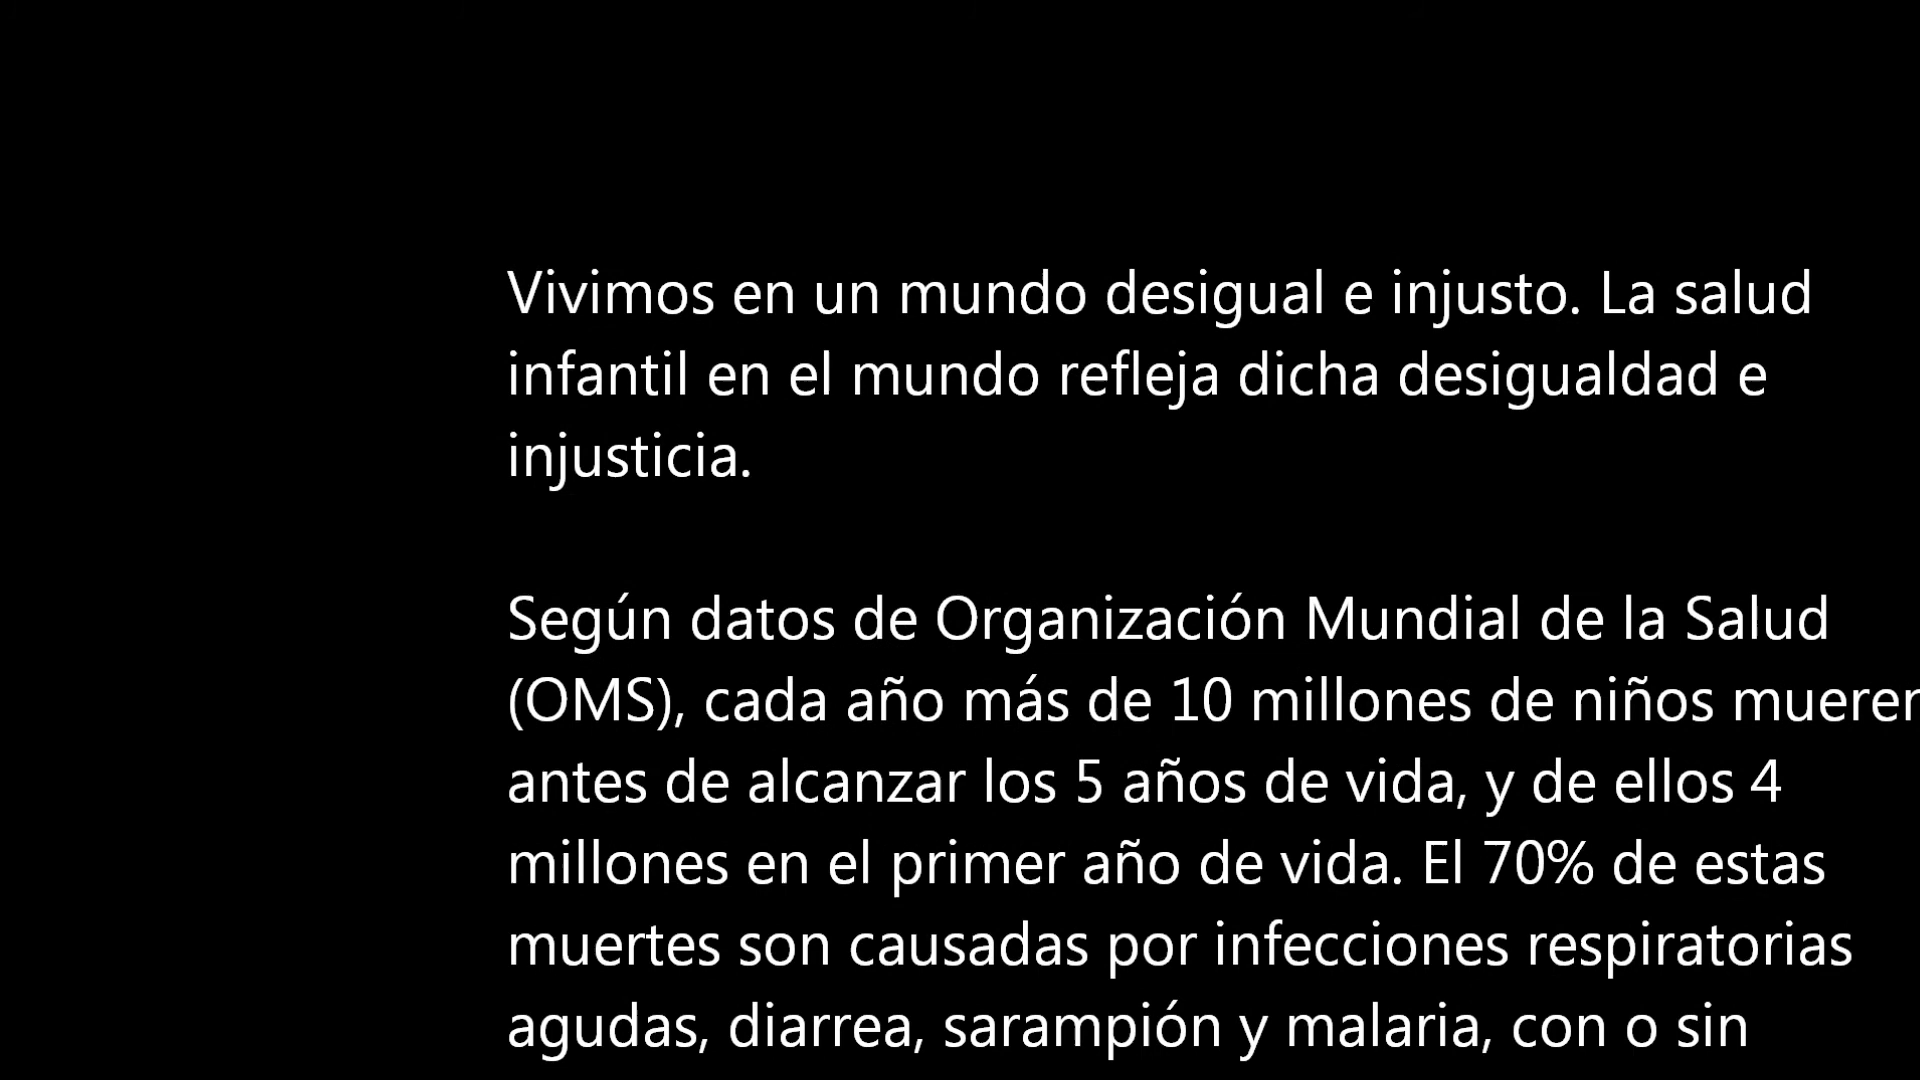 Vivimos en un mundo desigual e injusto. La salud
infantil en el mundo refleja dicha desigualdad e
injusticia.
Según datos de Organización Mundial de la Salud
(OMS), cada año más de 10 millones de niños mueren
antes de alcanzar los 5 años de vida, y de ellos 4
millones en el primer año de vida. El 70% de estas
muertes son causadas por infecciones respiratorias
agudas, diarrea, sarampión y malaria, con o sin